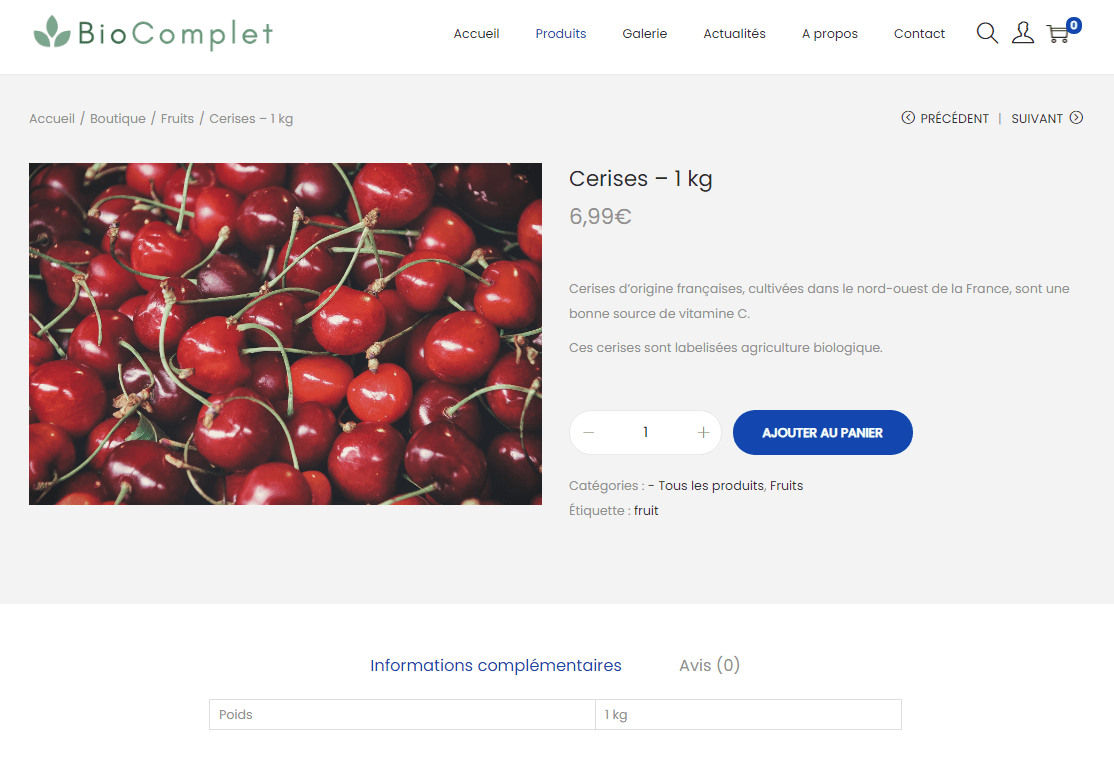 BioComplet
Accueil Produits Galerie Actualités A propos Contact 0
Accueil / Boutique / Fruits / Cerises – 1 kg
PRÉCÉDENT | SUIVANT
Cerises – 1 kg
6,99€
Cerises d’origine françaises, cultivées dans le nord-ouest de la France, sont une
bonne source de vitamine C.
Ces cerises sont labelisées agriculture biologique.
− 1 +
AJOUTER AU PANIER
Catégories : - Tous les produits, Fruits
Étiquette : fruit
Informations complémentaires Avis (0)
Poids 1 kg